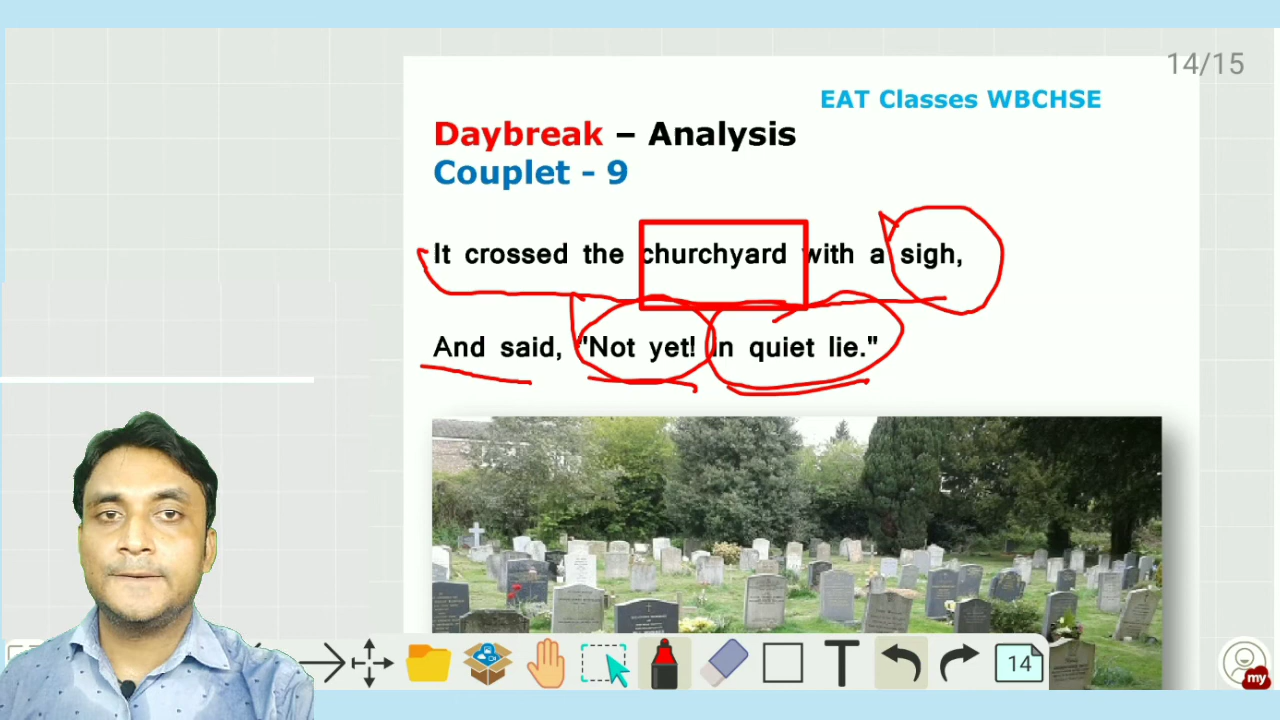 14/15
EAT Classes WBCHSE
Daybreak – Analysis
Couplet - 9
It crossed the churchyard with a sigh,
And said, "Not yet! In quiet lie."
T
14
my